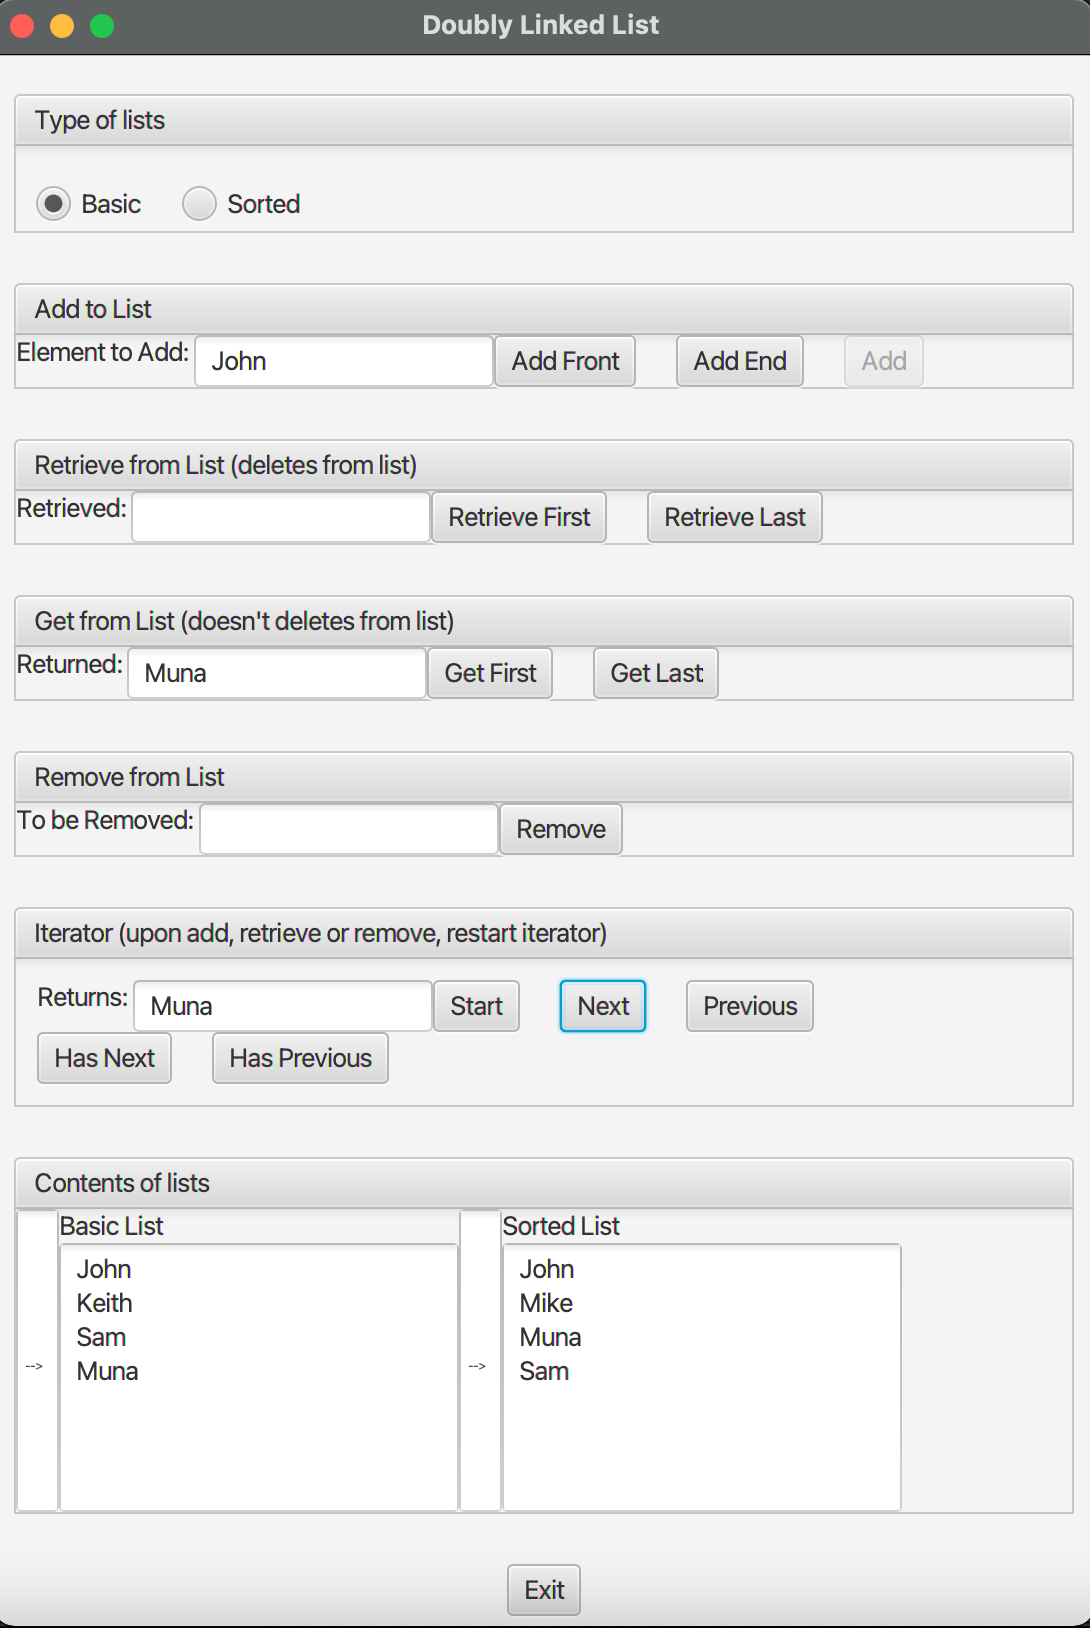 Doubly Linked List
Type of lists
Basic Sorted
Add to List
Element to Add: John Add Front Add End Add
Retrieve from List (deletes from list)
Retrieved: Retrieve First Retrieve Last
Get from List (doesn't deletes from list)
Returned: Muna Get First Get Last
Remove from List
To be Removed: Remove
Iterator (upon add, retrieve or remove, restart iterator)
Returns: Muna Start Next Previous
Has Next Has Previous
Contents of lists
Basic List
John
Keith
Sam
Muna
-->
Sorted List
John
Mike
Muna
Sam
-->
Exit